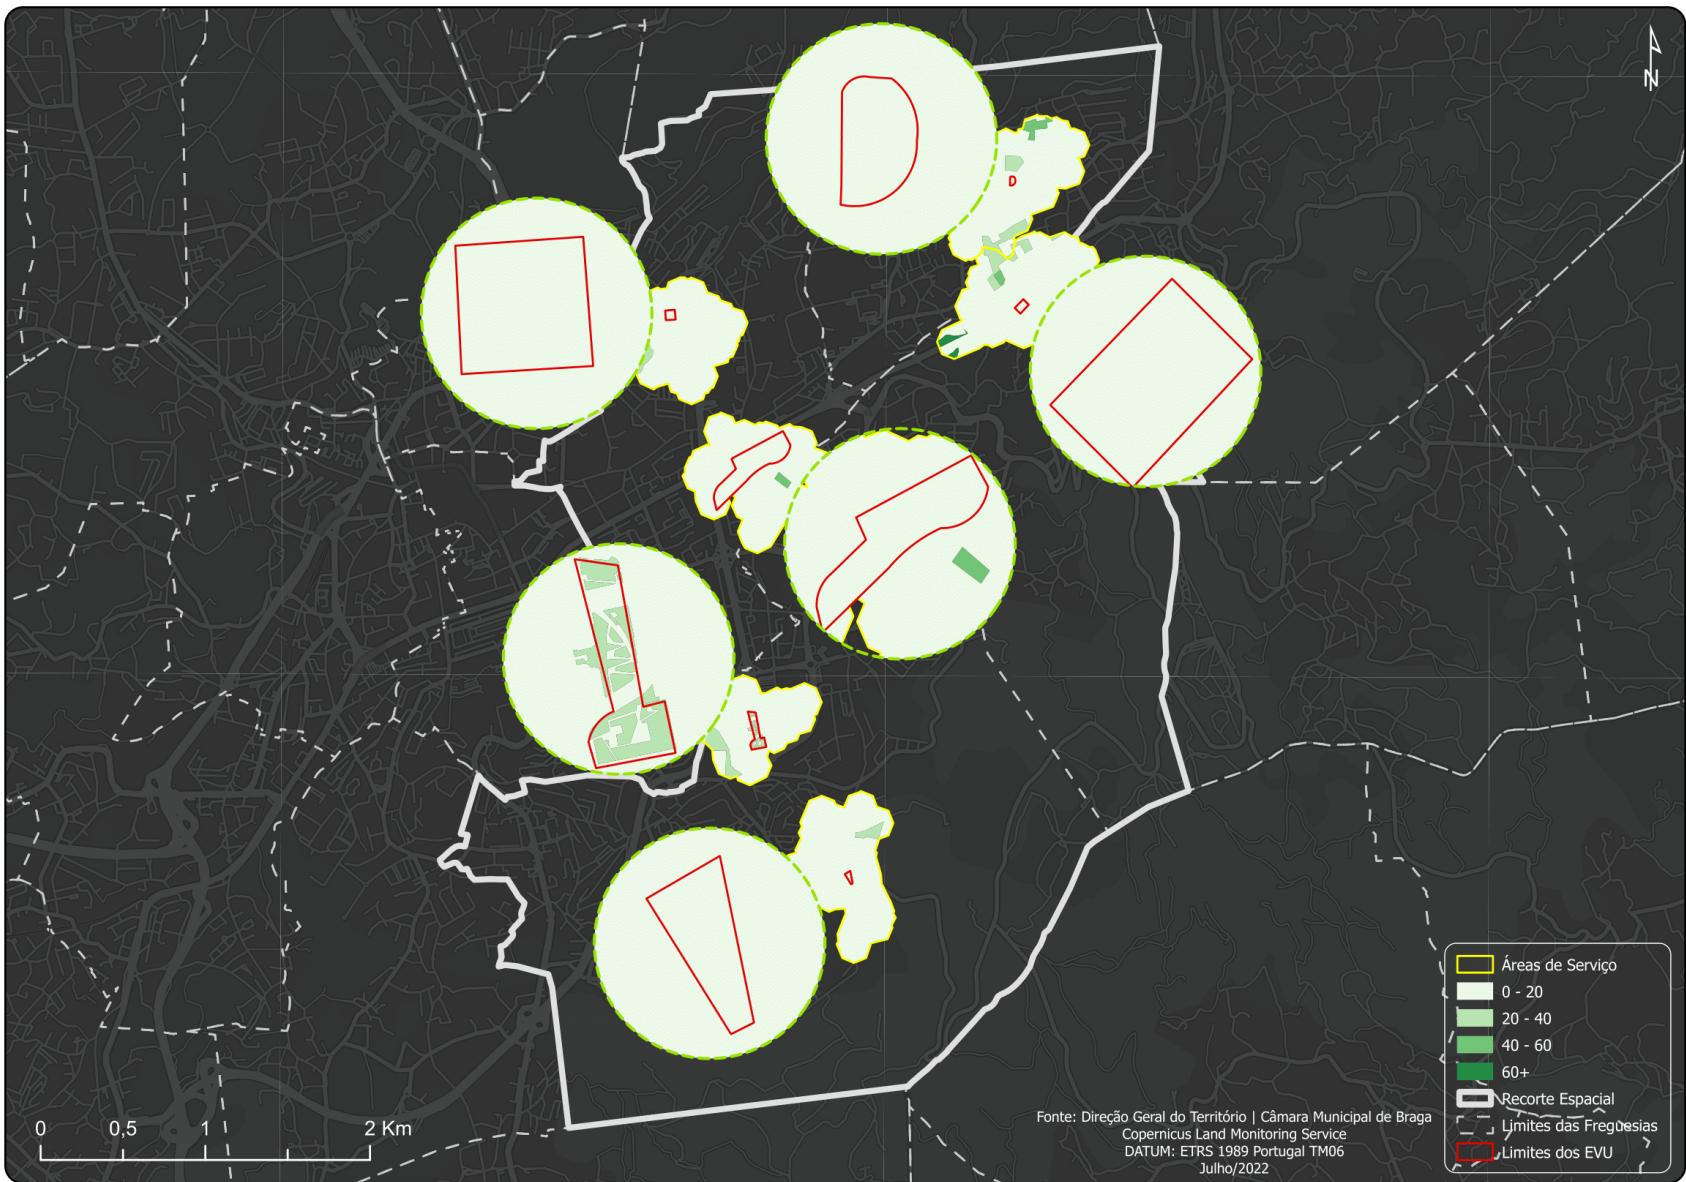 N
Áreas de Serviço
0 - 20
20 - 40
40 - 60
60+
Recorte Espacial
Limites das Freguesias
Limites dos EVU
Fonte: Direção Geral do Território | Câmara Municipal de Braga
Copernicus Land Monitoring Service
DATUM: ETRS 1989 Portugal TM06
Julho/2022
0 0,5 1 2 Km